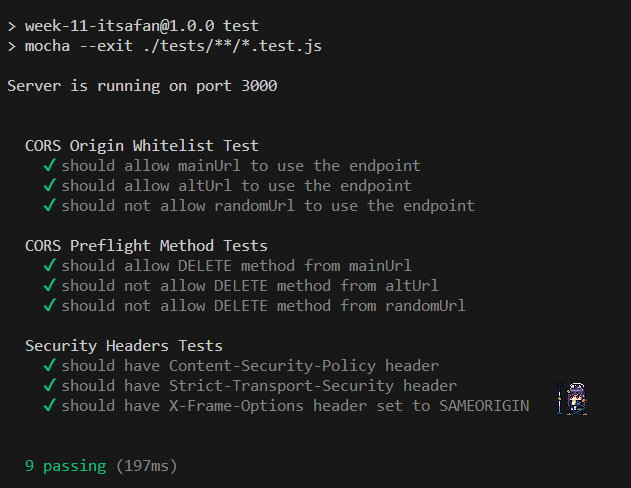 > week-11-itsafan@1.0.0 test
> mocha --exit ./tests/**/*.test.js
Server is running on port 3000
CORS Origin Whitelist Test
✓ should allow mainUrl to use the endpoint
✓ should allow altUrl to use the endpoint
✓ should not allow randomUrl to use the endpoint
CORS Preflight Method Tests
✓ should allow DELETE method from mainUrl
✓ should not allow DELETE method from altUrl
✓ should not allow DELETE method from randomUrl
Security Headers Tests
✓ should have Content-Security-Policy header
✓ should have Strict-Transport-Security header
✓ should have X-Frame-Options header set to SAMEORIGIN
9 passing (197ms)